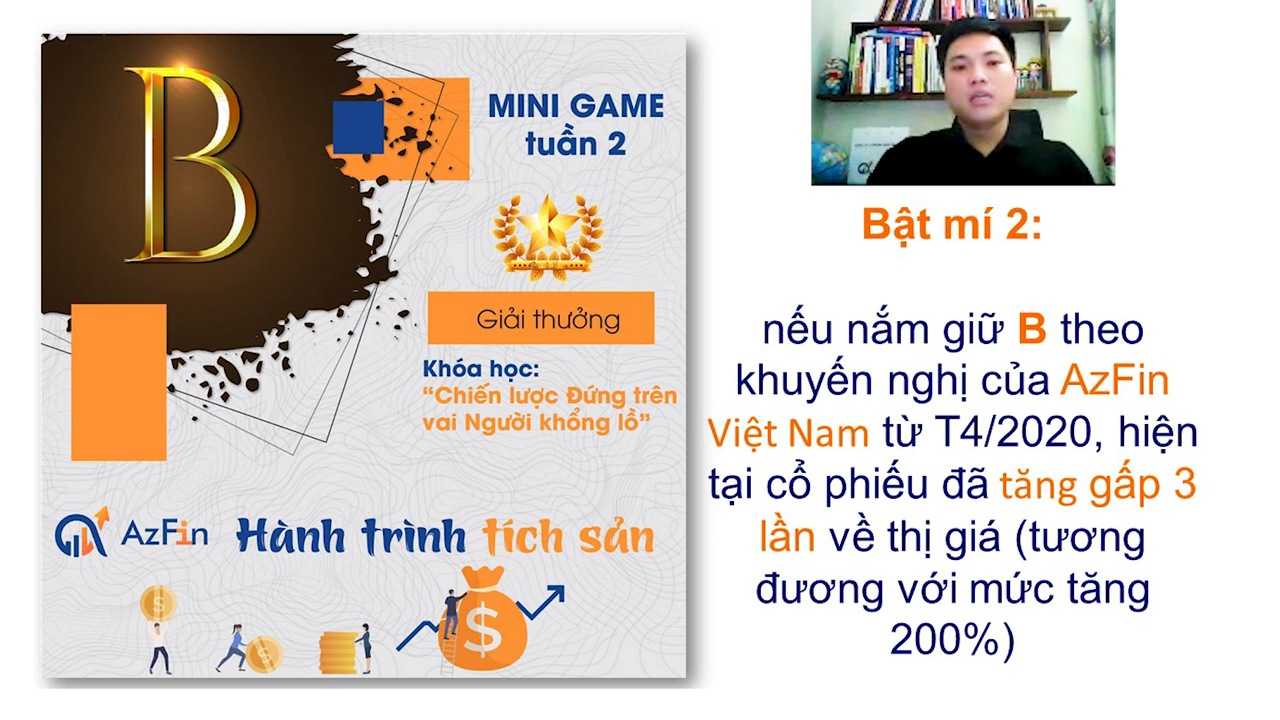 B
MINI GAME
tuần 2
Giải thưởng
Khóa học:
“Chiến lược Đứng trên
vai Người khổng lồ”
AzFin
Hành trình tích sản
$
$
$
Bật mí 2:
nếu nắm giữ B theo
khuyến nghị của AzFin
Việt Nam từ T4/2020, hiện
tại cổ phiếu đã tăng gấp 3
lần về thị giá (tương
đương với mức tăng
200%)